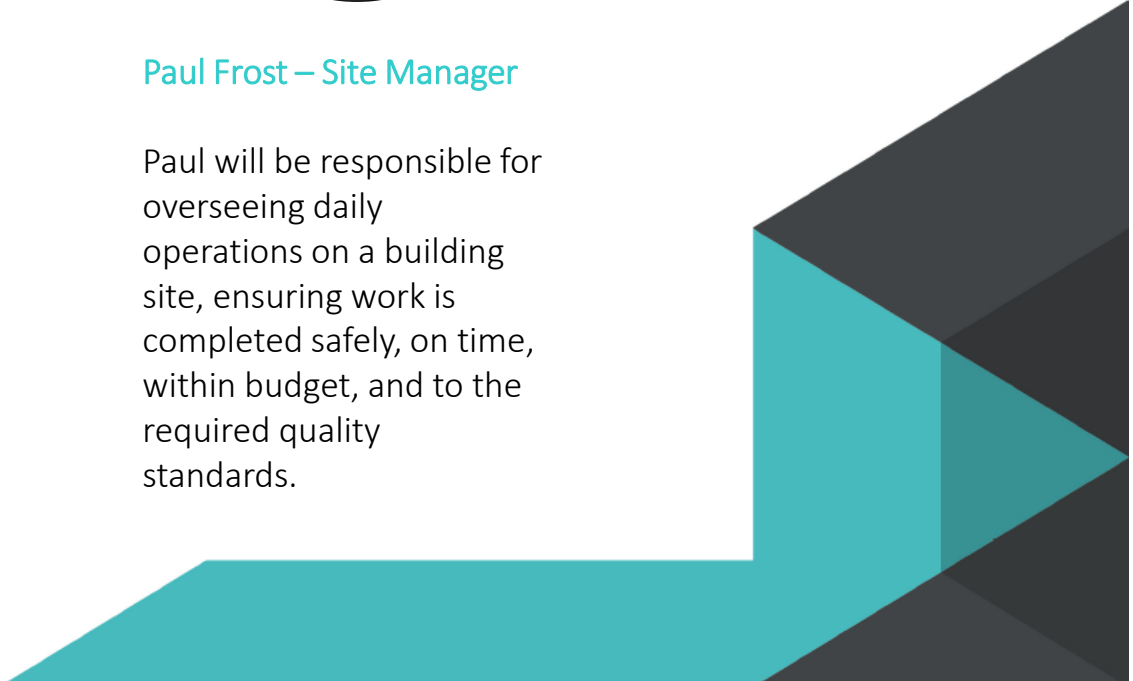 Paul Frost – Site Manager
Paul will be responsible for
overseeing daily
operations on a building
site, ensuring work is
completed safely, on time,
within budget, and to the
required quality
standards.